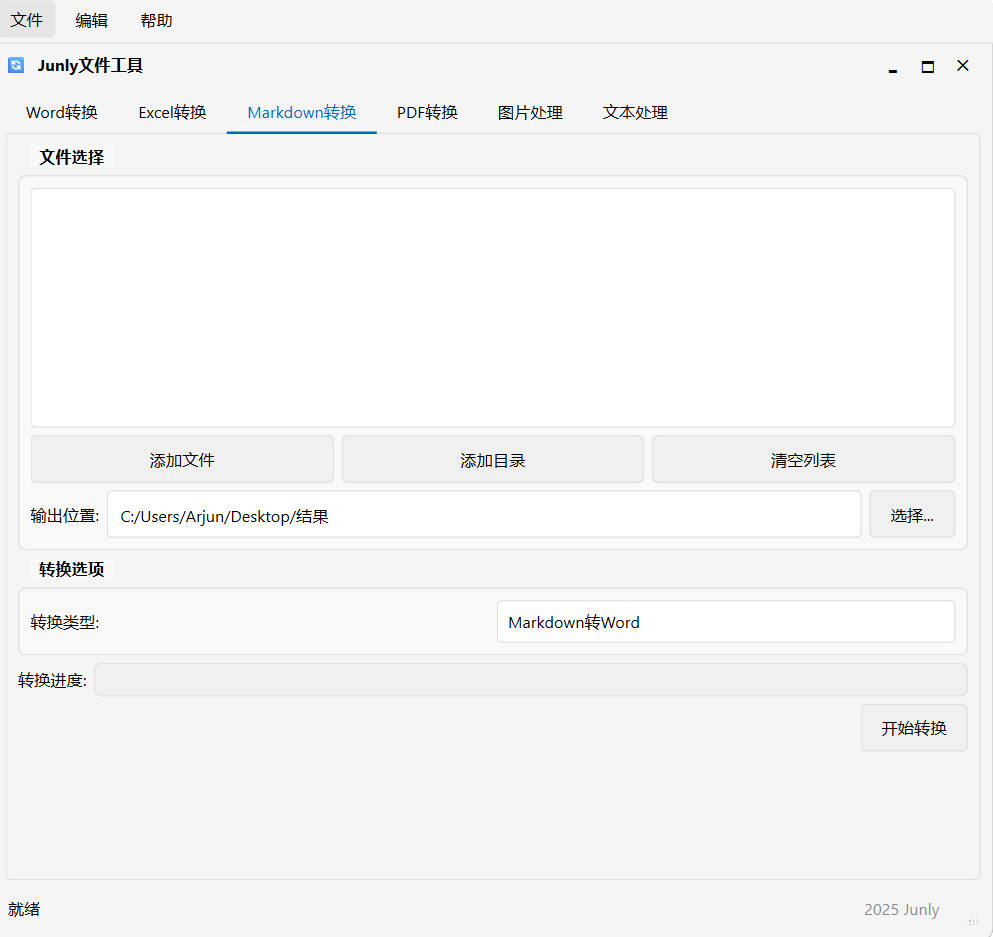 文件 编辑 帮助
Junly文件工具
Word转换 Excel转换 Markdown转换 PDF转换 图片处理 文本处理
文件选择
添加文件 添加目录 清空列表
输出位置: C:/Users/Arjun/Desktop/结果 选择...
转换选项
转换类型: Markdown转Word
转换进度:
开始转换
就绪 2025 Junly